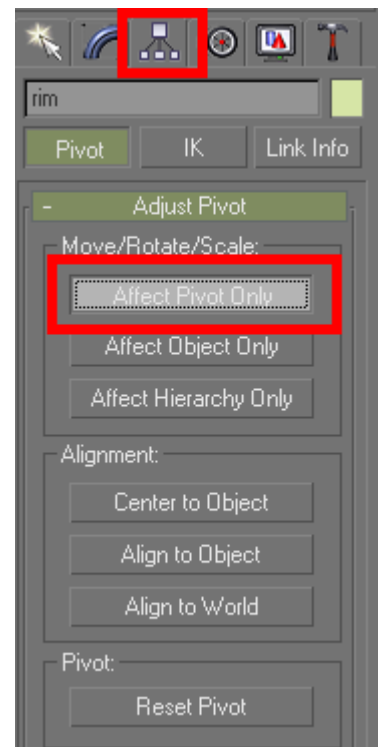 rim
Pivot IK Link Info
- Adjust Pivot
Move/Rotate/Scale:
Affect Pivot Only
Affect Object Only
Affect Hierarchy Only
Alignment:
Center to Object
Align to Object
Align to World
Pivot:
Reset Pivot